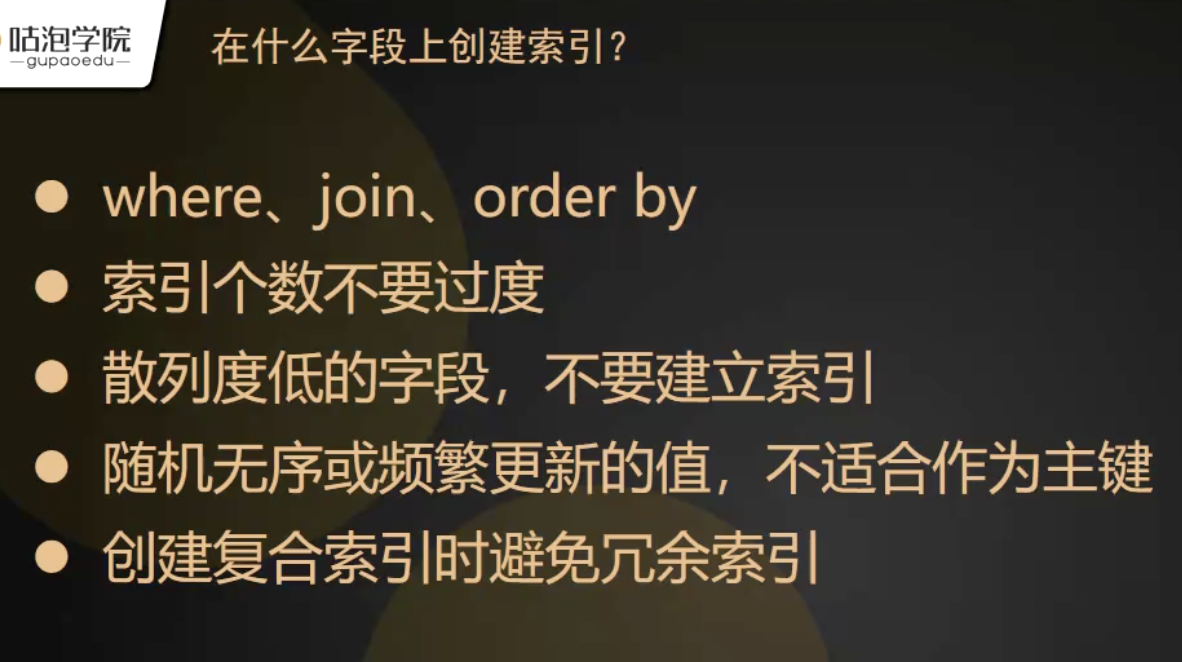 咕泡学院
gupaoedu
在什么字段上创建索引？
where、join、order by
索引个数不要过度
散列度低的字段，不要建立索引
随机无序或频繁更新的值，不适合作为主键
创建复合索引时避免冗余索引